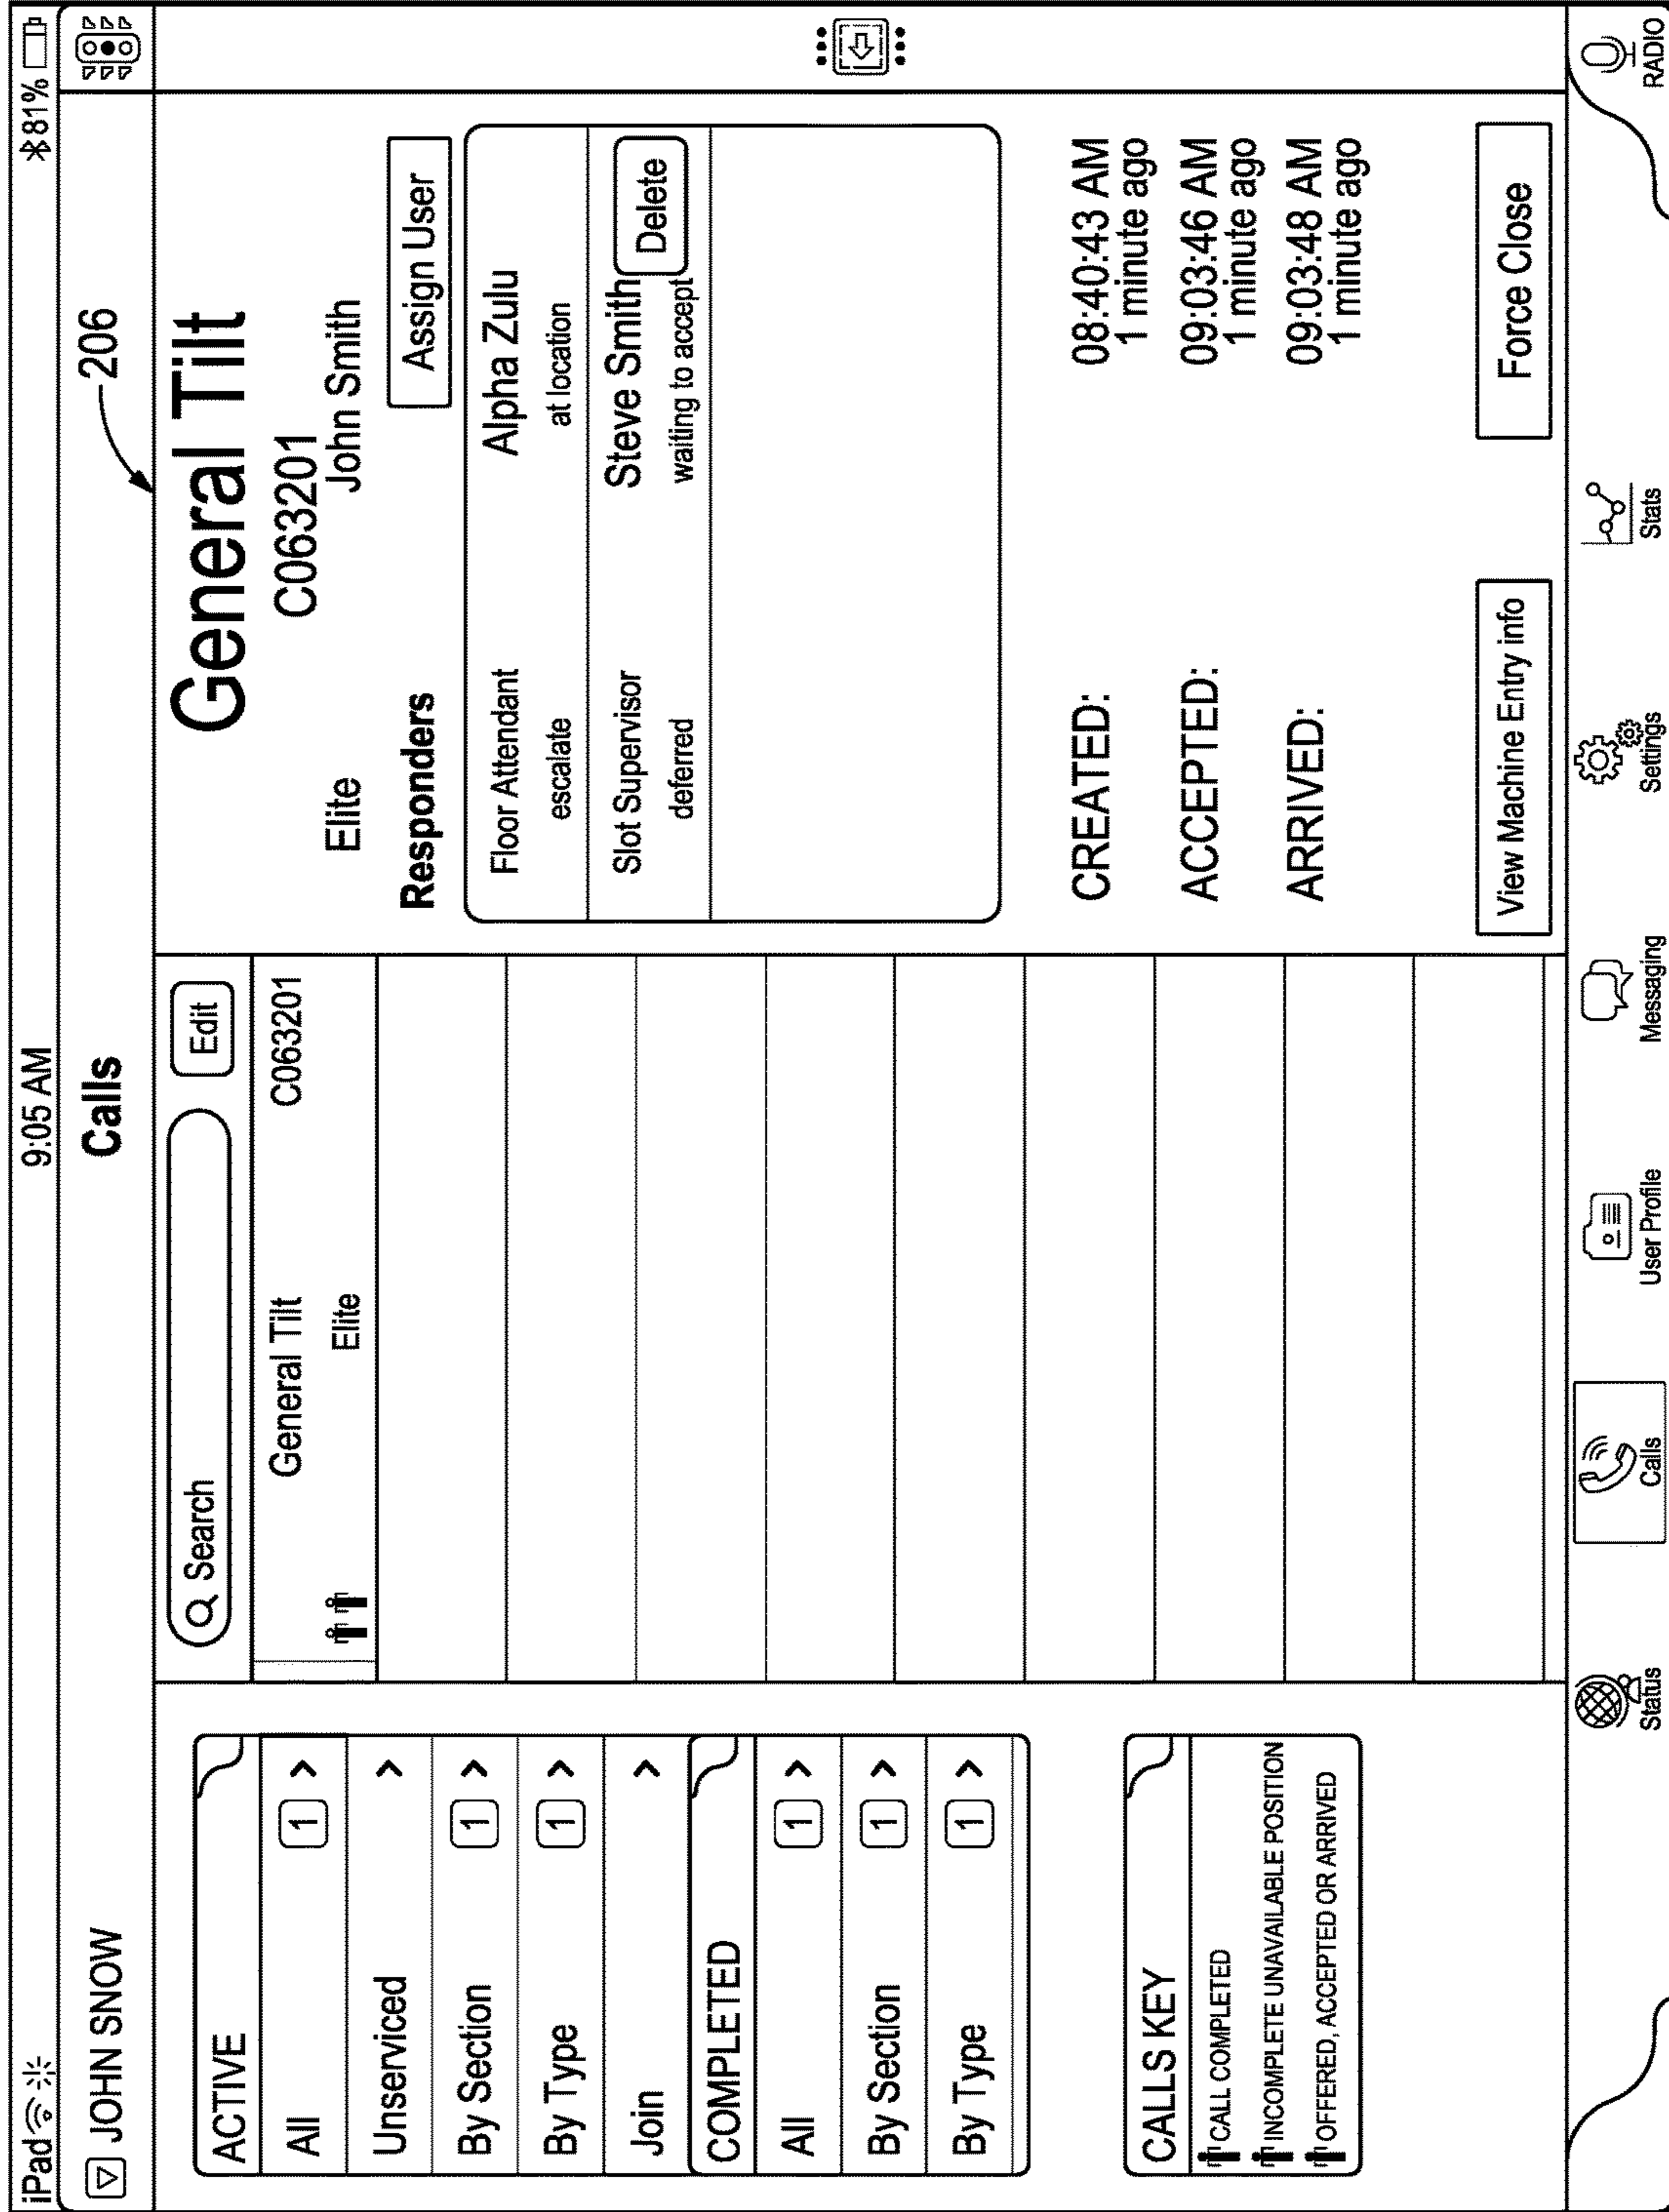 iPad 9:05 AM 81%
JOHN SNOW Calls
206
ACTIVE
All 1 >
Unserviced >
By Section 1 >
By Type 1 >
Join >
COMPLETED
All 1 >
By Section 1 >
By Type 1 >
CALLS KEY
CALL COMPLETED
INCOMPLETE UNAVAILABLE POSITION
OFFERED, ACCEPTED OR ARRIVED
Search Edit
General Tilt C063201
Elite
General Tilt
C063201
Elite John Smith
Responders Assign User
Floor Attendant Alpha Zulu
escalate at location
Slot Supervisor Steve Smith Delete
deferred waiting to accept
CREATED: 08:40:43 AM
1 minute ago
ACCEPTED: 09:03:46 AM
1 minute ago
ARRIVED: 09:03:48 AM
1 minute ago
View Machine Entry info Force Close
Status Calls User Profile Messaging Settings Stats RADIO